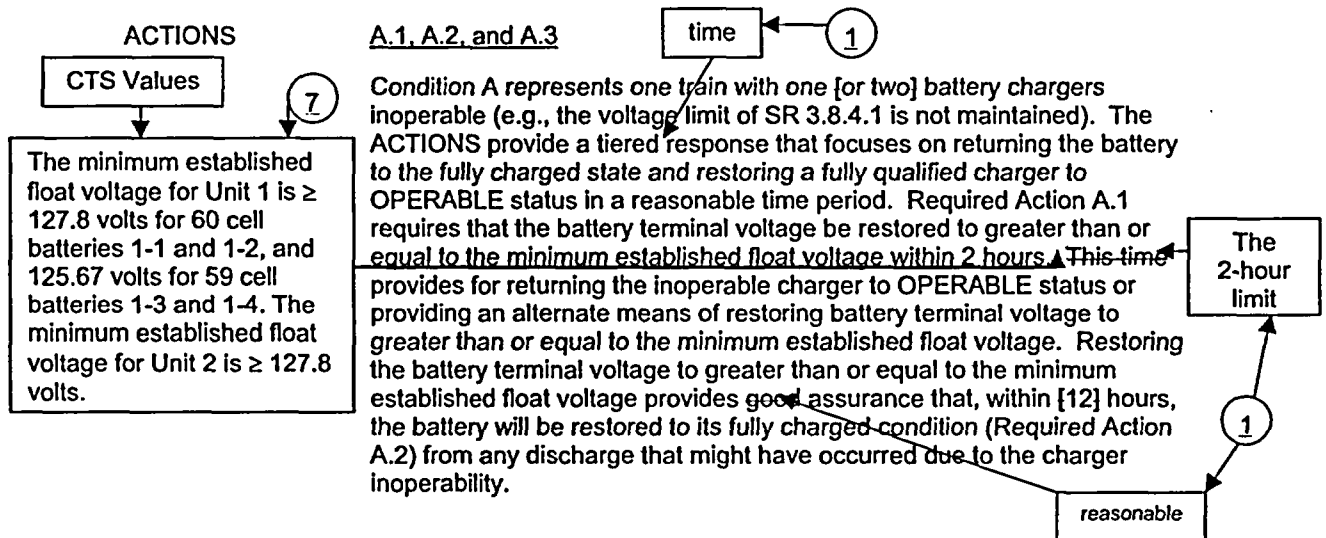 ACTIONS
A.1, A.2, and A.3
time
1
CTS Values
7
The minimum established
float voltage for Unit 1 is ≥
127.8 volts for 60 cell
batteries 1-1 and 1-2, and
125.67 volts for 59 cell
batteries 1-3 and 1-4. The
minimum established float
voltage for Unit 2 is ≥ 127.8
volts.
Condition A represents one train with one [or two] battery chargers
inoperable (e.g., the voltage limit of SR 3.8.4.1 is not maintained). The
ACTIONS provide a tiered response that focuses on returning the battery
to the fully charged state and restoring a fully qualified charger to
OPERABLE status in a reasonable time period. Required Action A.1
requires that the battery terminal voltage be restored to greater than or
equal to the minimum established float voltage within 2 hours. This time
provides for returning the inoperable charger to OPERABLE status or
providing an alternate means of restoring battery terminal voltage to
greater than or equal to the minimum established float voltage. Restoring
the battery terminal voltage to greater than or equal to the minimum
established float voltage provides good assurance that, within [12] hours,
the battery will be restored to its fully charged condition (Required Action
A.2) from any discharge that might have occurred due to the charger
inoperability.
The
2-hour
limit
1
reasonable